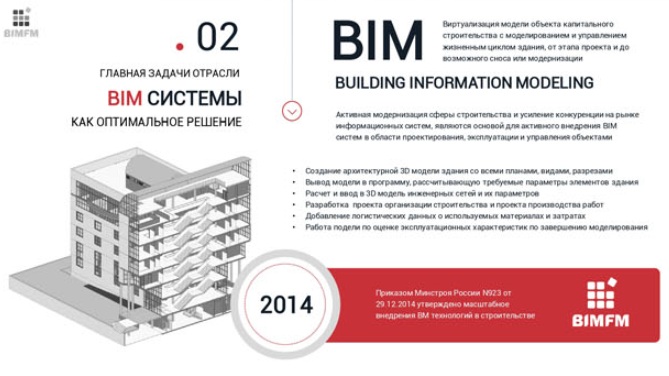 BIMFM
02
ГЛАВНАЯ ЗАДАЧИ ОТРАСЛИ
BIM СИСТЕМЫ
КАК ОПТИМАЛЬНОЕ РЕШЕНИЕ
BIM
Виртуализация модели объекта капитального
строительства с моделированием и управлением
жизненным циклом здания, от этапа проекта и до
возможного сноса или модернизации
BUILDING INFORMATION MODELING
Активная модернизация сферы строительства и усиление конкуренции на рынке
информационных систем, являются основой для активного внедрения BIM
систем в области проектирования, эксплуатации и управления объектами
• Создание архитектурной 3D модели здания со всеми планами, видами, разрезами
• Вывод модели в программу, рассчитывающую требуемые параметры элементов здания
• Расчет и ввод в 3D модель инженерных сетей и их параметров
• Разработка проекта организации строительства и проекта производства работ
• Добавление логистических данных о используемых материалах и затратах
• Работа подели по оценке эксплуатационных характеристик по завершению моделирования
2014
Приказом Минстроя России N923 от
29.12.2014 утверждено масштабное
внедрения BM технологий в строительстве
BIMFM